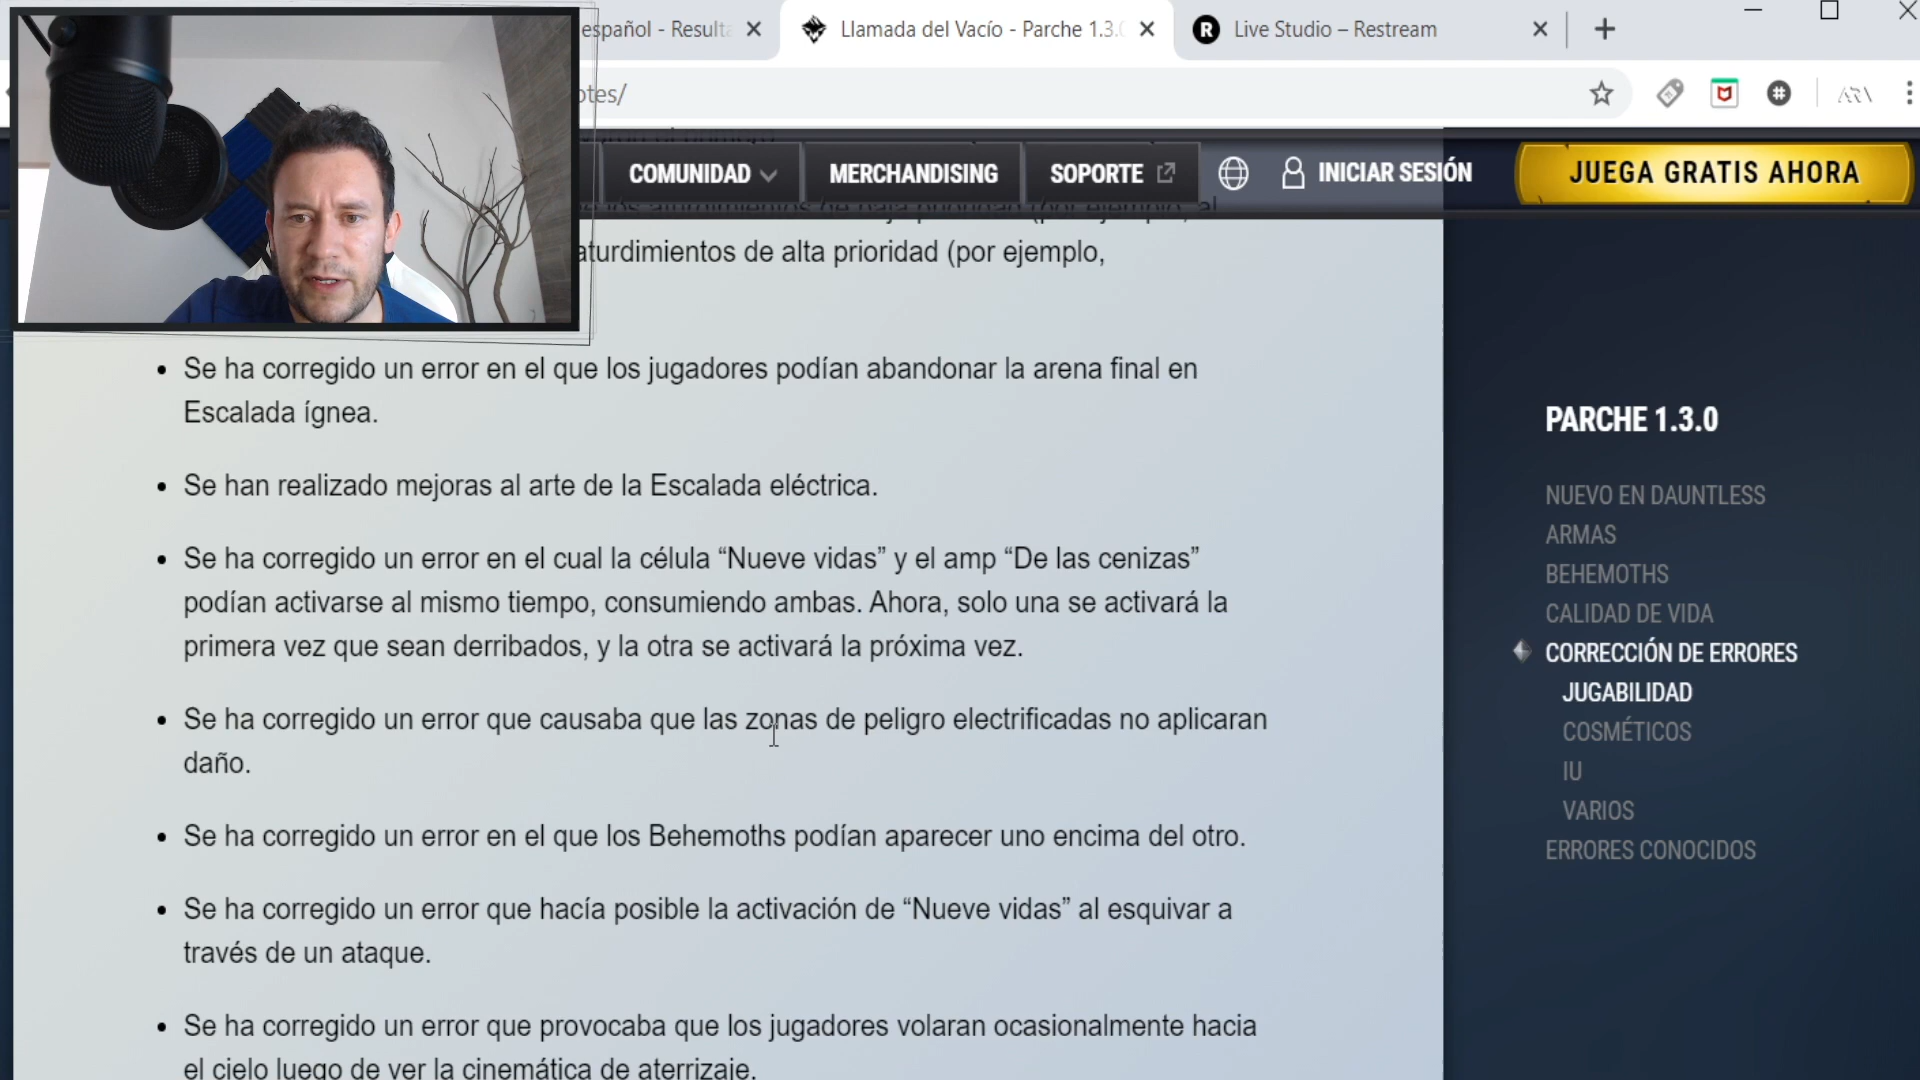 español - Result
Llamada del Vacío - Parche 1.3.0
Live Studio – Restream
otes/
COMUNIDAD
MERCHANDISING
SOPORTE
INICIAR SESIÓN
JUEGA GRATIS AHORA
aturdimientos de alta prioridad (por ejemplo,
• Se ha corregido un error en el que los jugadores podían abandonar la arena final en
Escalada ígnea.
• Se han realizado mejoras al arte de la Escalada eléctrica.
• Se ha corregido un error en el cual la célula “Nueve vidas” y el amp “De las cenizas”
podían activarse al mismo tiempo, consumiendo ambas. Ahora, solo una se activará la
primera vez que sean derribados, y la otra se activará la próxima vez.
• Se ha corregido un error que causaba que las zonas de peligro electrificadas no aplicaran
daño.
• Se ha corregido un error en el que los Behemoths podían aparecer uno encima del otro.
• Se ha corregido un error que hacía posible la activación de “Nueve vidas” al esquivar a
través de un ataque.
• Se ha corregido un error que provocaba que los jugadores volaran ocasionalmente hacia
el cielo luego de ver la cinemática de aterrizaje.
PARCHE 1.3.0
NUEVO EN DAUNTLESS
ARMAS
BEHEMOTHS
CALIDAD DE VIDA
CORRECCIÓN DE ERRORES
JUGABILIDAD
COSMÉTICOS
IU
VARIOS
ERRORES CONOCIDOS